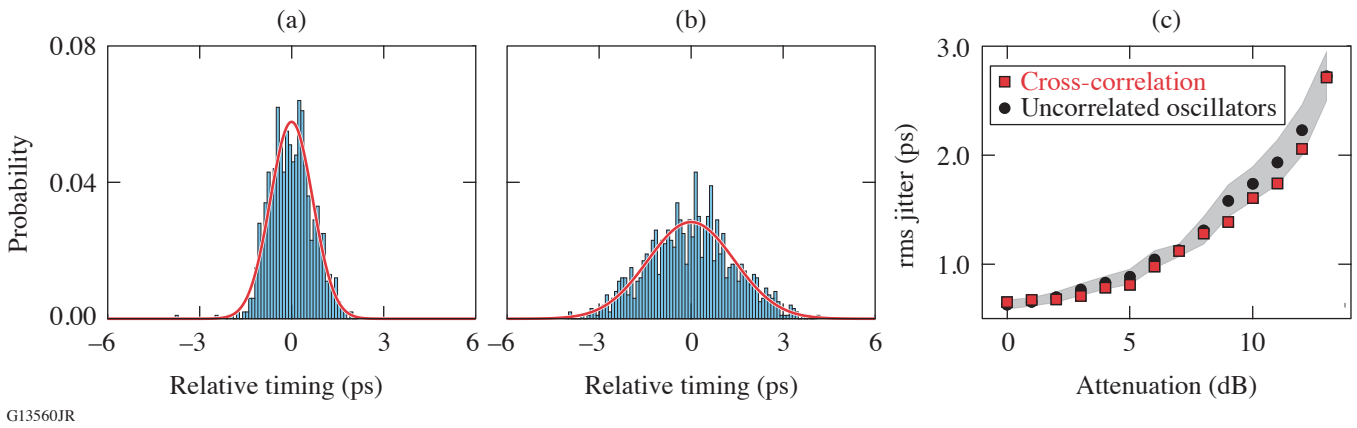 (a)
(b)
(c)
0.08
0.04
0.00
Probability
–6
–3
0
3
6
Relative timing (ps)
–6
–3
0
3
6
Relative timing (ps)
3.0
2.0
1.0
rms jitter (ps)
Cross-correlation
Uncorrelated oscillators
0
5
10
Attenuation (dB)
G13560JR